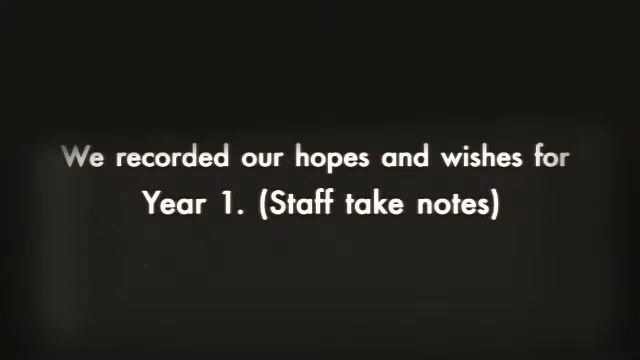 We recorded our hopes and wishes for
Year 1. (Staff take notes)